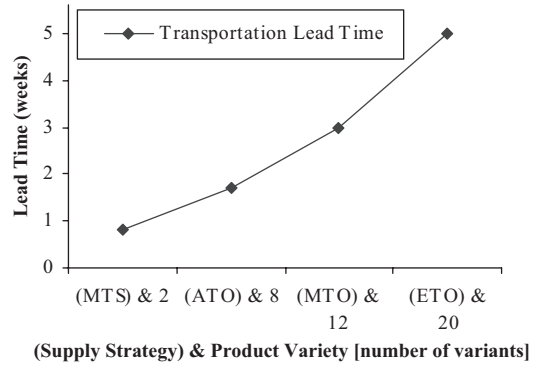 Transportation Lead Time
Lead Time (weeks)
5
4
3
2
1
0
(MTS) & 2
(ATO) & 8
(MTO) &
12
(ETO) &
20
(Supply Strategy) & Product Variety [number of variants]